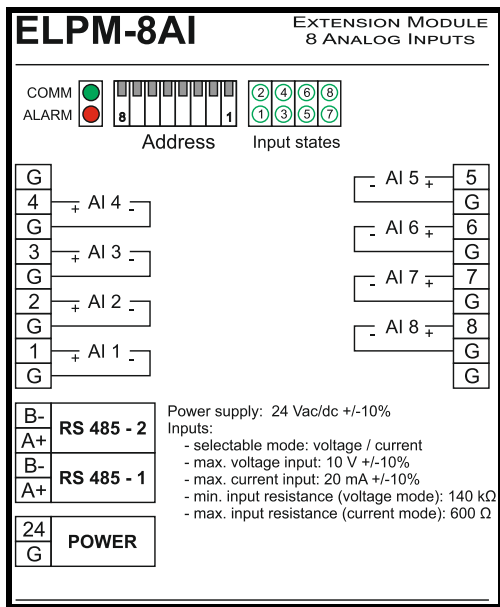 ELPM-8AI
EXTENSION MODULE
8 ANALOG INPUTS
COMM
ALARM
8 1
Address
2 4 6 8
1 3 5 7
Input states
G
4 + AI 4 -
G
3 + AI 3 -
G
2 + AI 2 -
G
1 + AI 1 -
G
- AI 5 + 5
G
- AI 6 + 6
G
- AI 7 + 7
G
- AI 8 + 8
G
G
B-
A+
RS 485 - 2
B-
A+
RS 485 - 1
24
G
POWER
Power supply: 24 Vac/dc +/-10%
Inputs:
- selectable mode: voltage / current
- max. voltage input: 10 V +/-10%
- max. current input: 20 mA +/-10%
- min. input resistance (voltage mode): 140 kΩ
- max. input resistance (current mode): 600 Ω